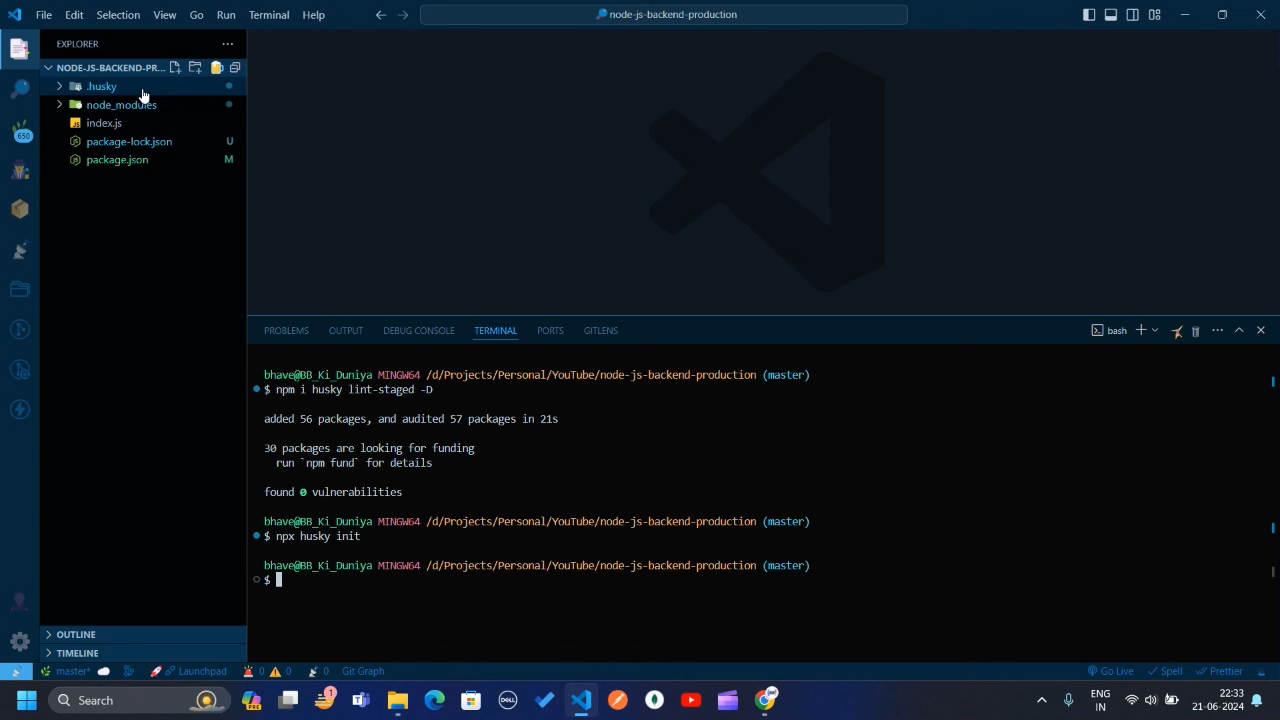 File Edit Selection View Go Run Terminal Help
node-js-backend-production
EXPLORER
NODE-JS-BACKEND-PR...
.husky
node_modules
index.js
JS
package-lock.json U
package.json M
650
PROBLEMS OUTPUT DEBUG CONSOLE TERMINAL PORTS GITLENS
bash
bhave@BB_Ki_Duniya MINGW64 /d/Projects/Personal/YouTube/node-js-backend-production (master)
$ npm i husky lint-staged -D
added 56 packages, and audited 57 packages in 21s
30 packages are looking for funding
run `npm fund` for details
found 0 vulnerabilities
bhave@BB_Ki_Duniya MINGW64 /d/Projects/Personal/YouTube/node-js-backend-production (master)
$ npx husky init
bhave@BB_Ki_Duniya MINGW64 /d/Projects/Personal/YouTube/node-js-backend-production (master)
$
OUTLINE
TIMELINE
master* Launchpad 0 0 0 Git Graph
Go Live Spell Prettier
Search
PRE
1
DELL
ENG
IN
22:33
21-06-2024